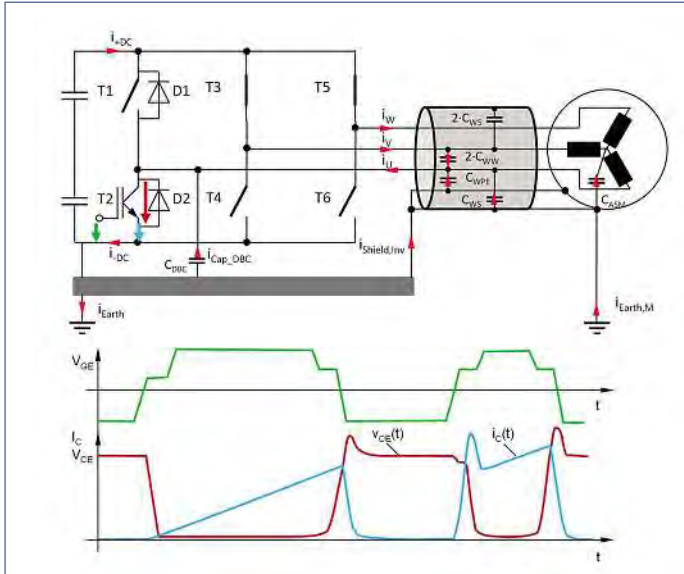 i+DC
T1
D1
T3
T5
iW
iV
iU
2·CWS
2·CWW
CWPE
CWS
CASM
T2
D2
T4
T6
i-DC
CDBC
iCap_DBC
iShield,Inv
iEarth
iEarth,M
VGE
t
IC
VCE
vCE(t)
iC(t)
t